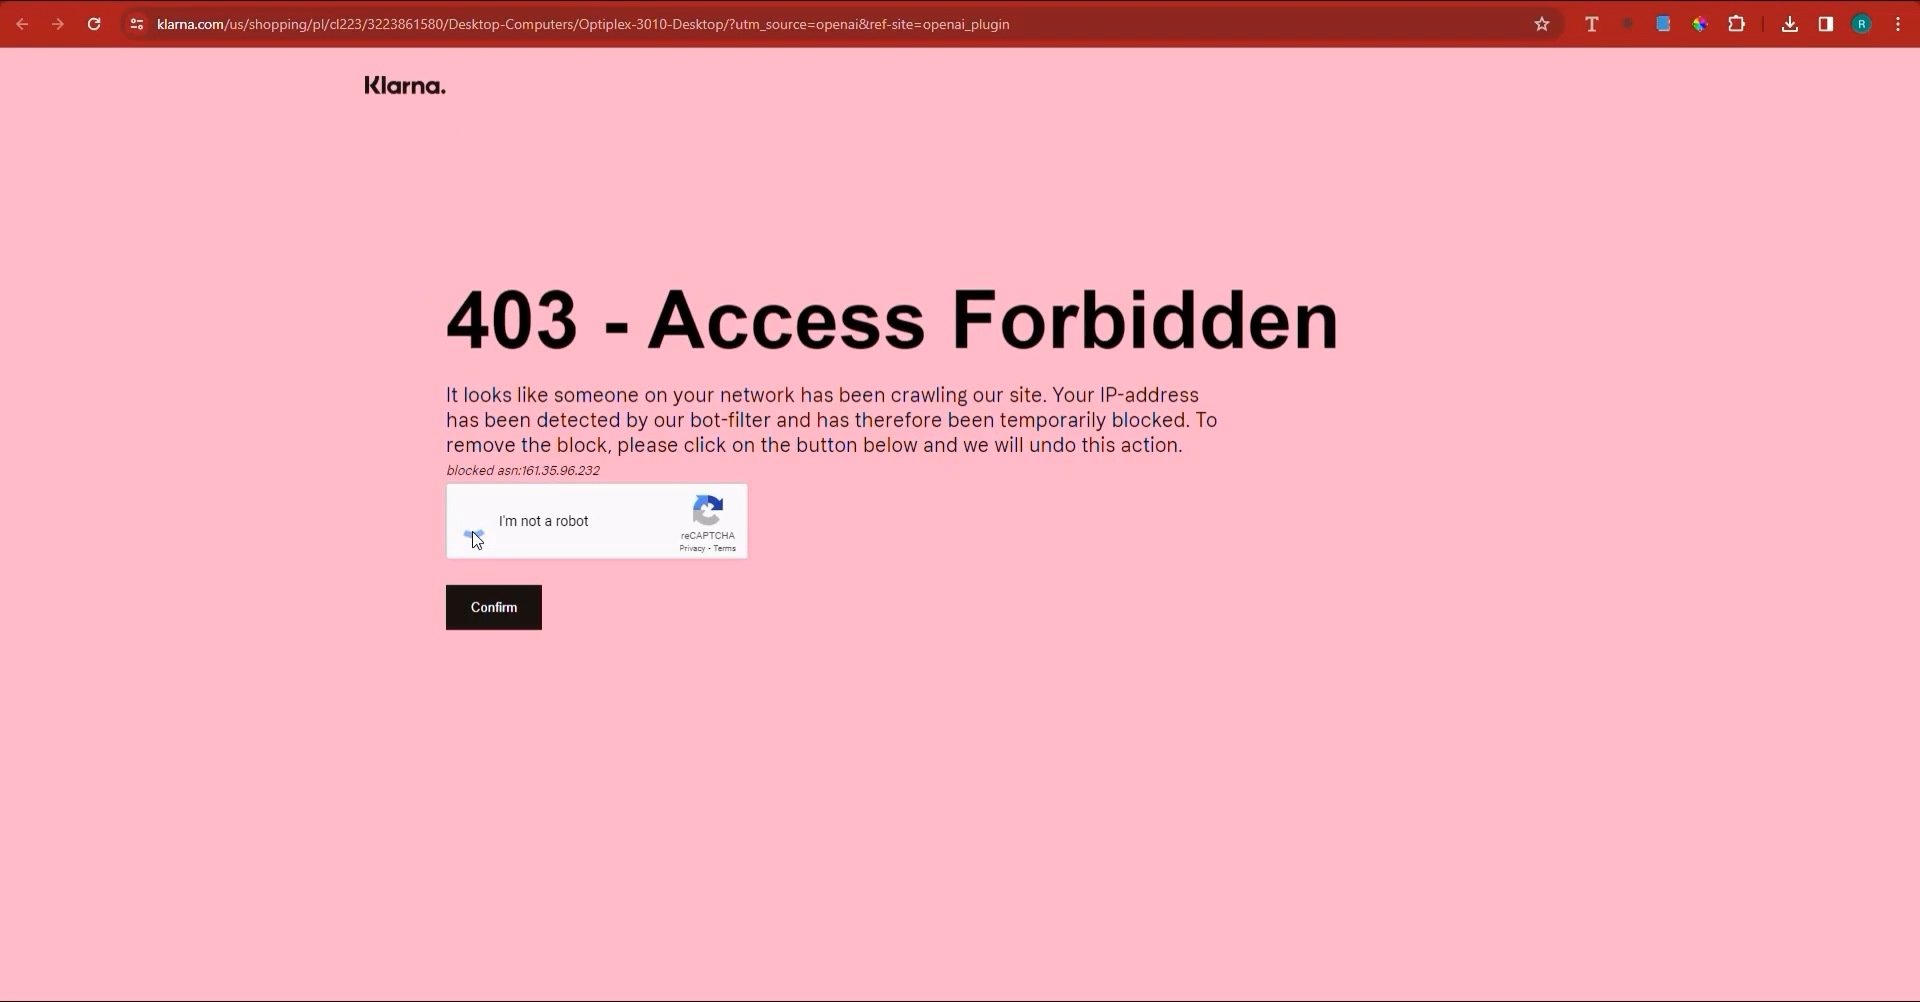 klarna.com/us/shopping/pl/cl223/3223861580/Desktop-Computers/Optiplex-3010-Desktop/?utm_source=openai&ref-site=openai_plugin
T
R
Klarna.
403 - Access Forbidden
It looks like someone on your network has been crawling our site. Your IP-address
has been detected by our bot-filter and has therefore been temporarily blocked. To
remove the block, please click on the button below and we will undo this action.
blocked asn:161.35.96.232
I'm not a robot
reCAPTCHA
Privacy - Terms
Confirm